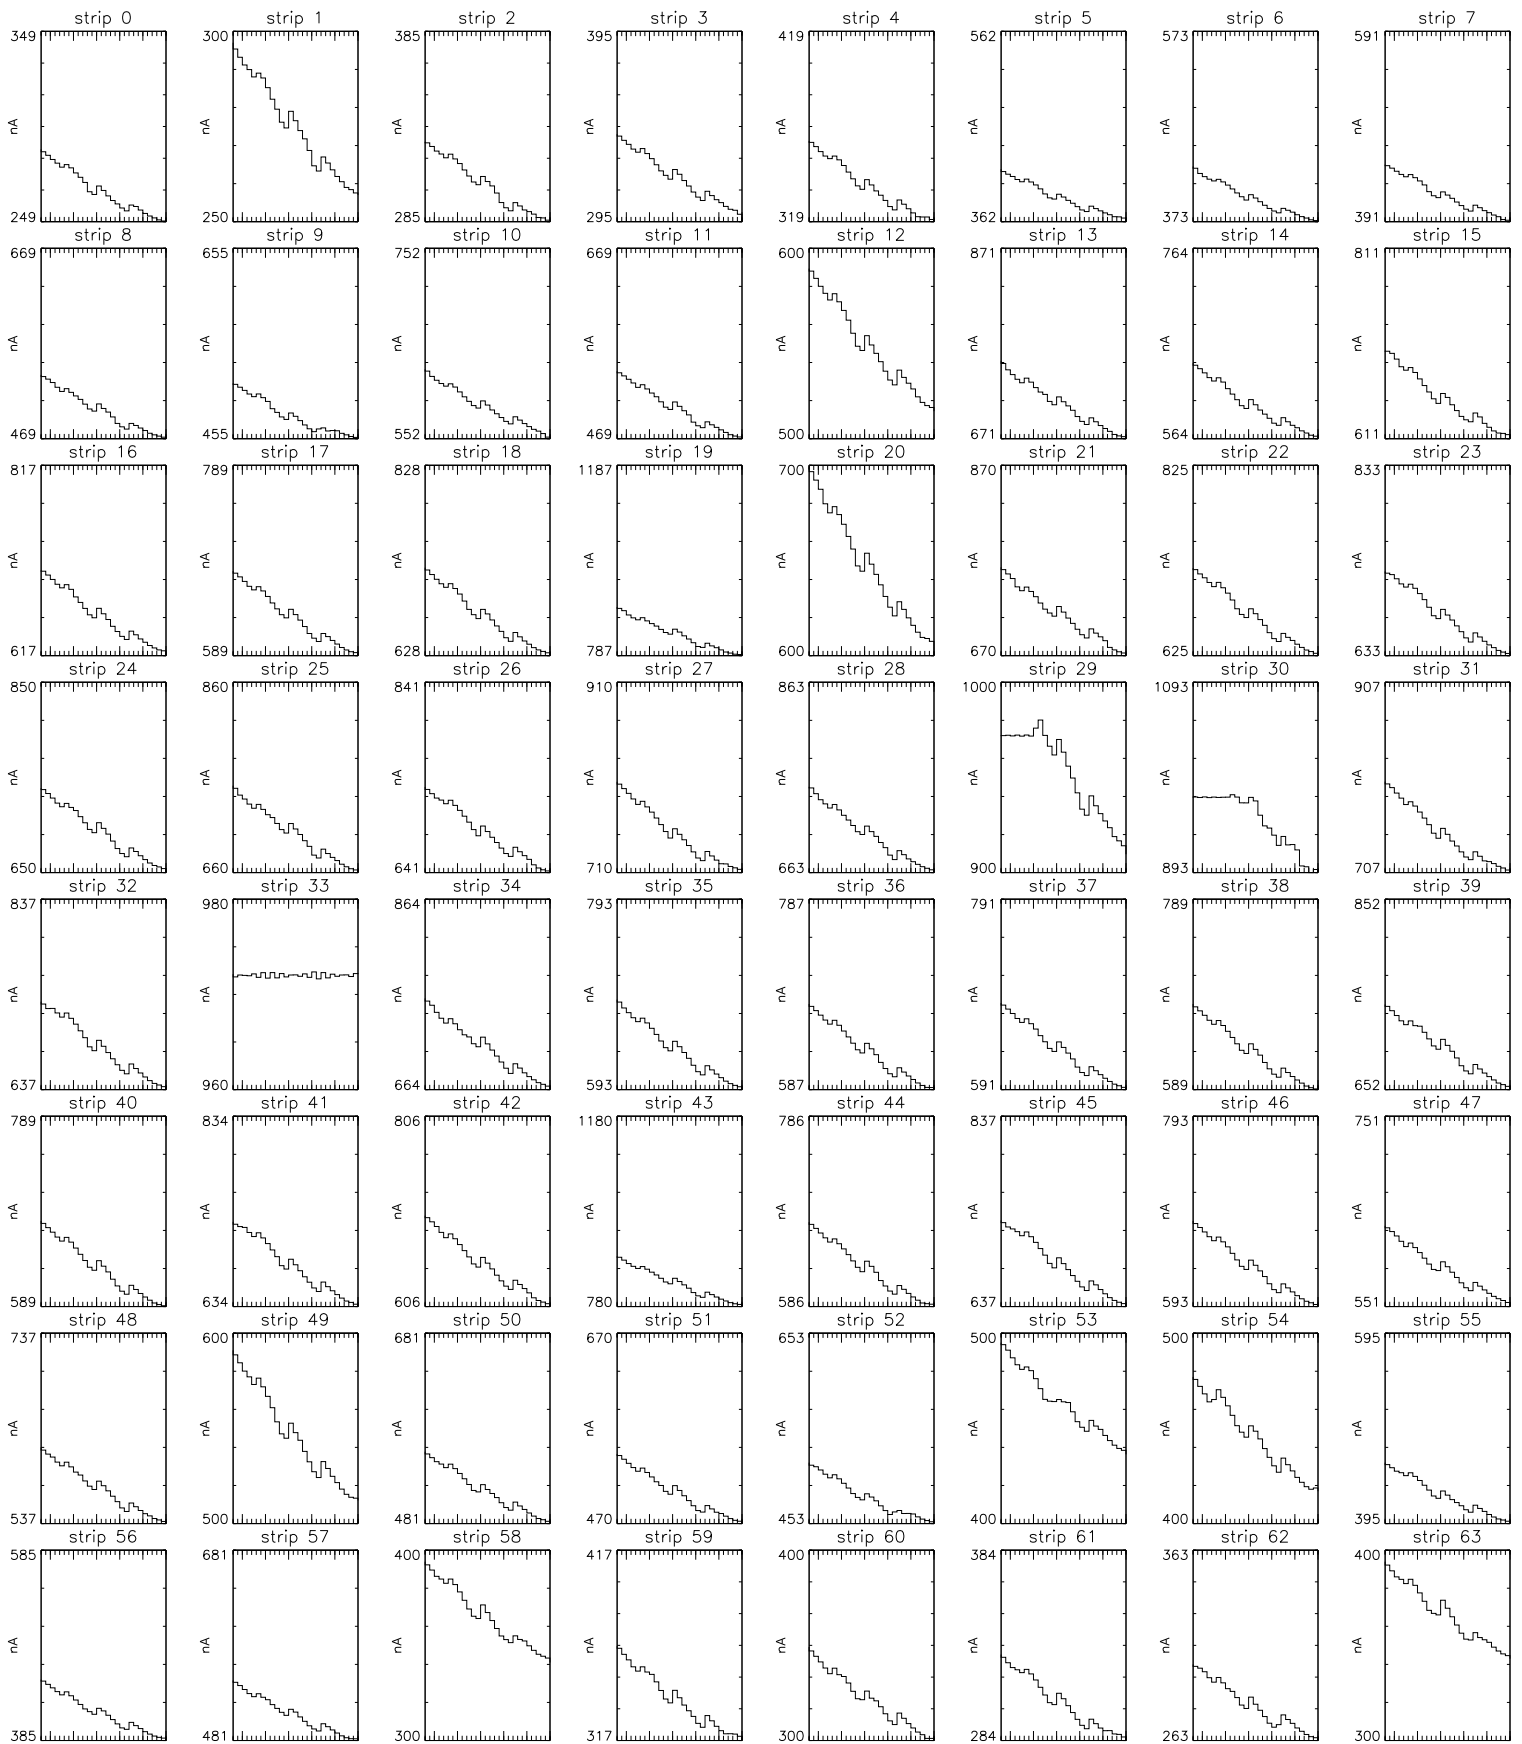 strip 0 strip 1 strip 2 strip 3 strip 4 strip 5 strip 6 strip 7
349 300 385 395 419 562 573 591
nA nA nA nA nA nA nA nA
249 250 285 295 319 362 373 391
strip 8 strip 9 strip 10 strip 11 strip 12 strip 13 strip 14 strip 15
669 655 752 669 600 871 764 811
nA nA nA nA nA nA nA nA
469 455 552 469 500 671 564 611
strip 16 strip 17 strip 18 strip 19 strip 20 strip 21 strip 22 strip 23
817 789 828 1187 700 870 825 833
nA nA nA nA nA nA nA nA
617 589 628 787 600 670 625 633
strip 24 strip 25 strip 26 strip 27 strip 28 strip 29 strip 30 strip 31
850 860 841 910 863 1000 1093 907
nA nA nA nA nA nA nA nA
650 660 641 710 663 900 893 707
strip 32 strip 33 strip 34 strip 35 strip 36 strip 37 strip 38 strip 39
837 980 864 793 787 791 789 852
nA nA nA nA nA nA nA nA
637 960 664 593 587 591 589 652
strip 40 strip 41 strip 42 strip 43 strip 44 strip 45 strip 46 strip 47
789 834 806 1180 786 837 793 751
nA nA nA nA nA nA nA nA
589 634 606 780 586 637 593 551
strip 48 strip 49 strip 50 strip 51 strip 52 strip 53 strip 54 strip 55
737 600 681 670 653 500 500 595
nA nA nA nA nA nA nA nA
537 500 481 470 453 400 400 395
strip 56 strip 57 strip 58 strip 59 strip 60 strip 61 strip 62 strip 63
585 681 400 417 400 384 363 400
nA nA nA nA nA nA nA nA
385 481 300 317 300 284 263 300